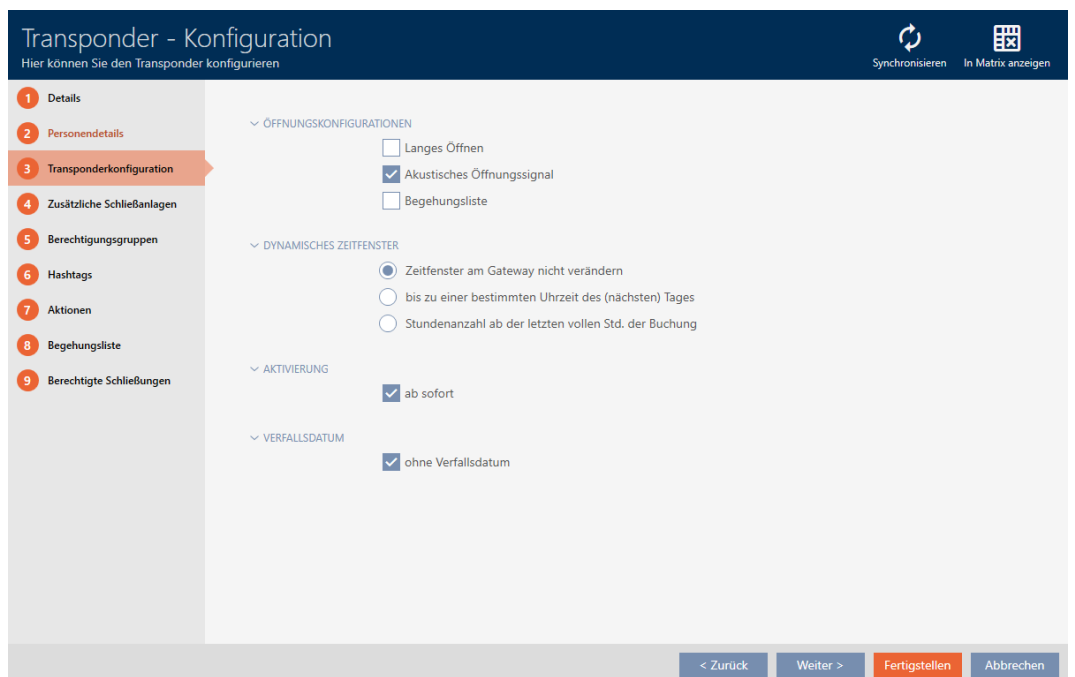 Transponder - Konfiguration
Hier können Sie den Transponder konfigurieren
Synchronisieren
In Matrix anzeigen
1 Details
2 Personendetails
3 Transponderkonfiguration
4 Zusätzliche Schließanlagen
5 Berechtigungsgruppen
6 Hashtags
7 Aktionen
8 Begehungsliste
9 Berechtigte Schließungen
ÖFFNUNGSKONFIGURATIONEN
Langes Öffnen
Akustisches Öffnungssignal
Begehungsliste
DYNAMISCHES ZEITFENSTER
Zeitfenster am Gateway nicht verändern
bis zu einer bestimmten Uhrzeit des (nächsten) Tages
Stundenanzahl ab der letzten vollen Std. der Buchung
AKTIVIERUNG
ab sofort
VERFALLSDATUM
ohne Verfallsdatum
< Zurück
Weiter >
Fertigstellen
Abbrechen